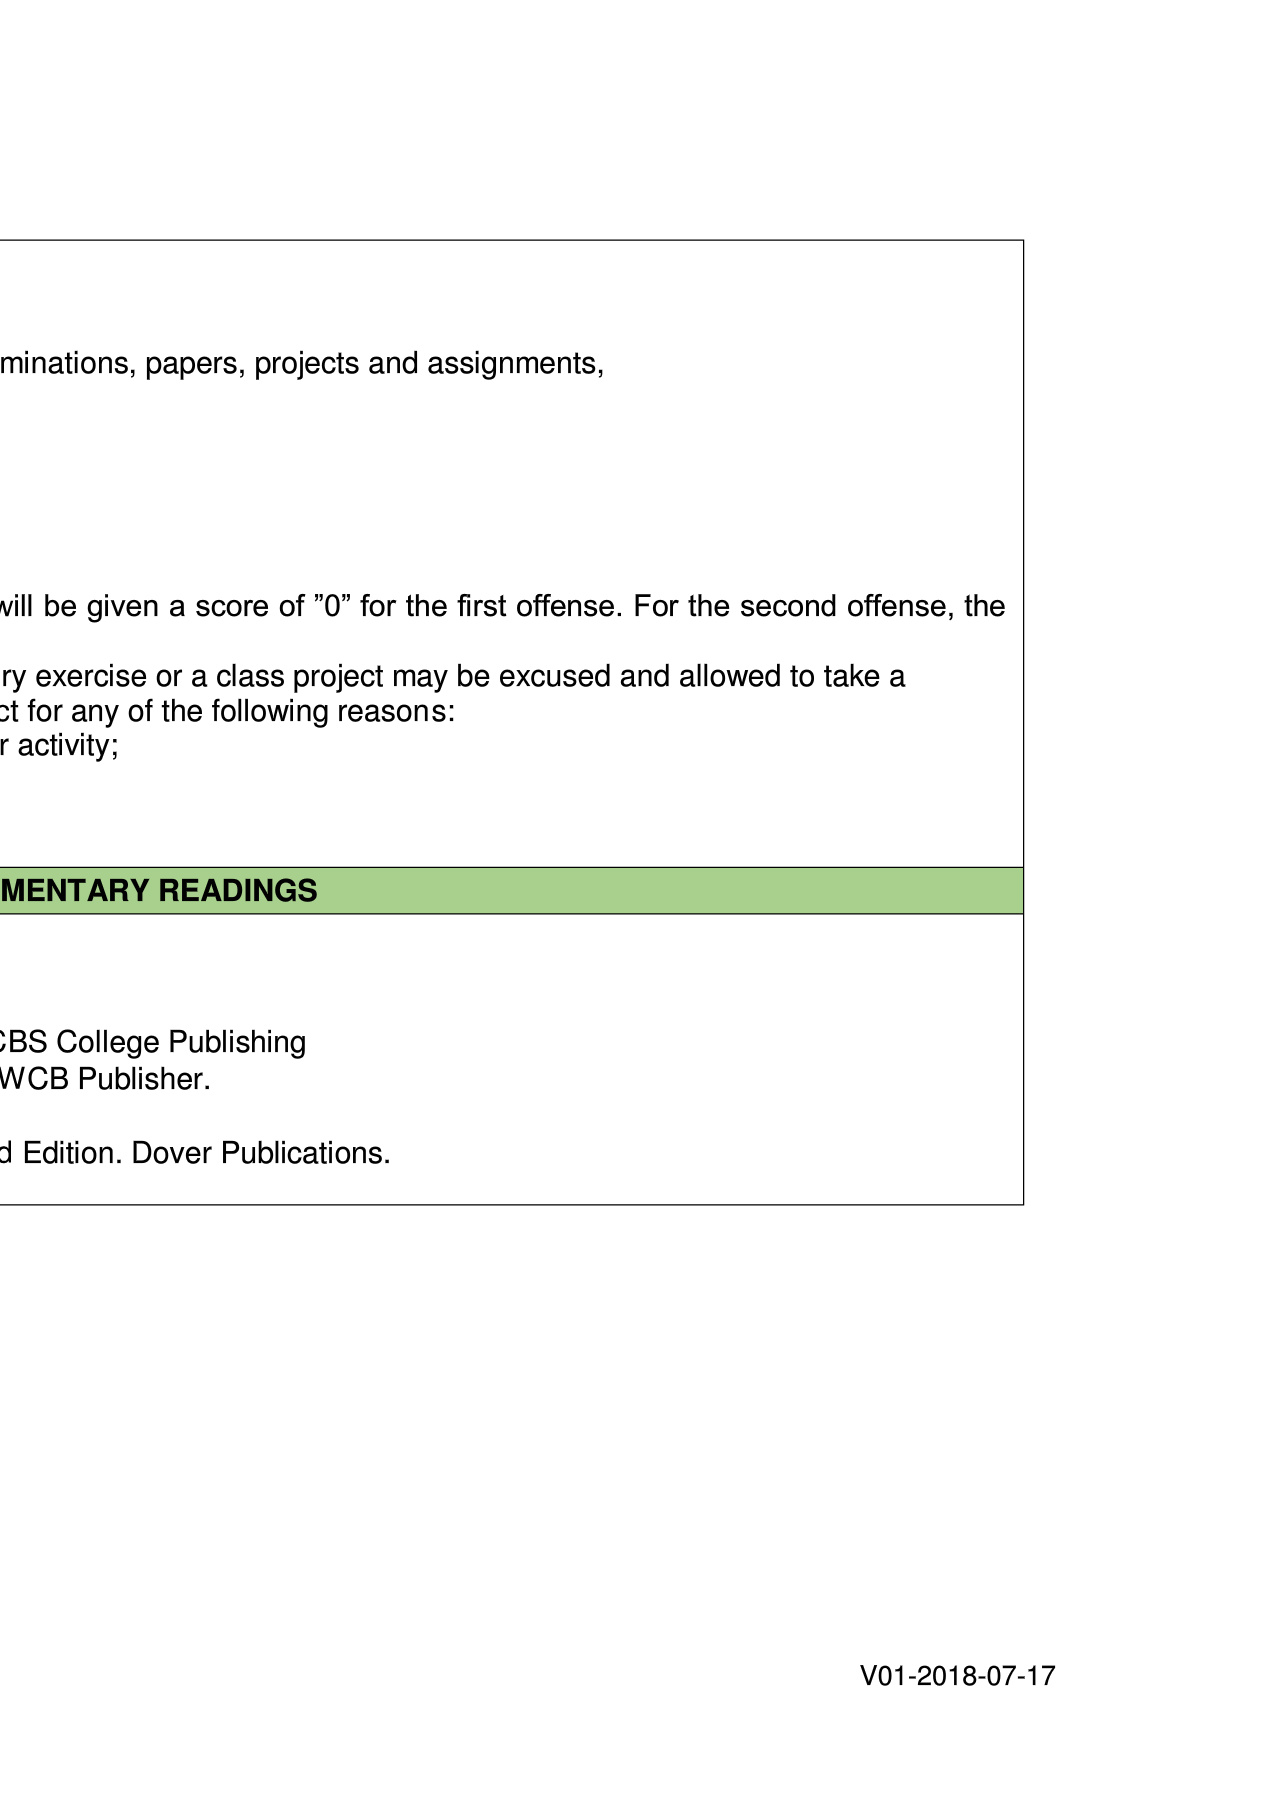 minations, papers, projects and assignments,
will be given a score of ”0” for the first offense. For the second offense, the
ry exercise or a class project may be excused and allowed to take a
ct for any of the following reasons:
r activity;
MENTARY READINGS
CBS College Publishing
WCB Publisher.
d Edition. Dover Publications.
V01-2018-07-17